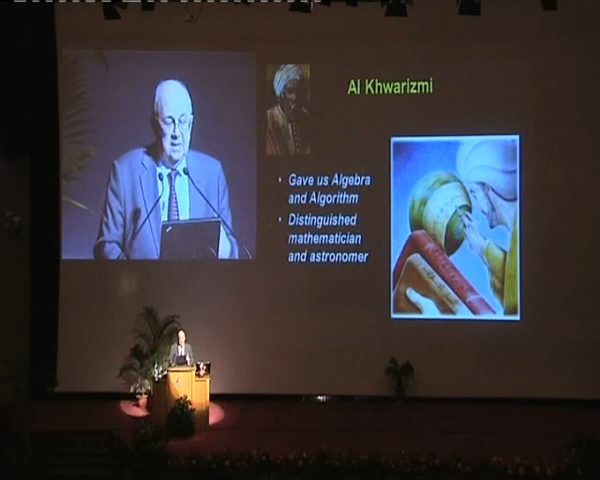 Al Khwarizmi
• Gave us Algebra
and Algorithm
• Distinguished
mathematician
and astronomer